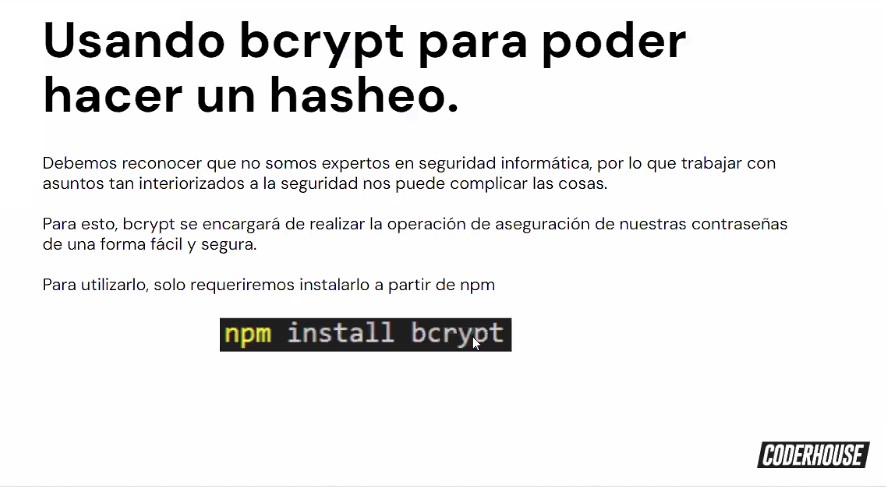 Usando bcrypt para poder
hacer un hasheo.
Debemos reconocer que no somos expertos en seguridad informática, por lo que trabajar con
asuntos tan interiorizados a la seguridad nos puede complicar las cosas.
Para esto, bcrypt se encargará de realizar la operación de aseguración de nuestras contraseñas
de una forma fácil y segura.
Para utilizarlo, solo requeriremos instalarlo a partir de npm
npm install bcrypt
CODERHOUSE